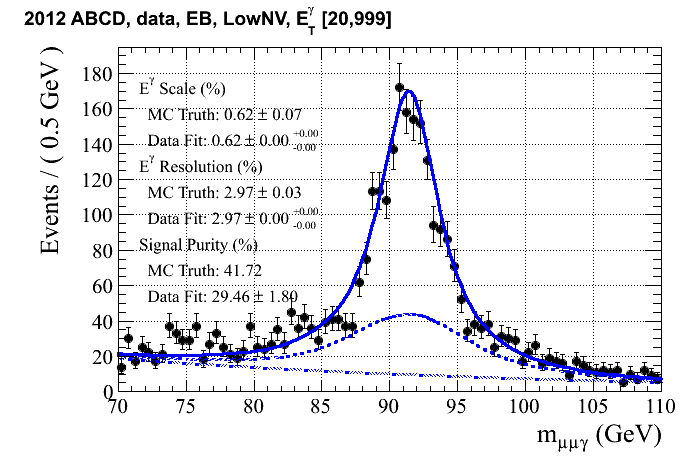 2012 ABCD, data, EB, LowNV, E_T^γ [20,999]
Events / ( 0.5 GeV )
180
160
140
120
100
80
60
40
20
0
E^γ Scale (%)
MC Truth: 0.62 ± 0.07
Data Fit: 0.62 ± 0.00 +0.00 -0.00
E^γ Resolution (%)
MC Truth: 2.97 ± 0.03
Data Fit: 2.97 ± 0.00 +0.00 -0.00
Signal Purity (%)
MC Truth: 41.72
Data Fit: 29.46 ± 1.80
70 75 80 85 90 95 100 105 110
m_μμγ (GeV)